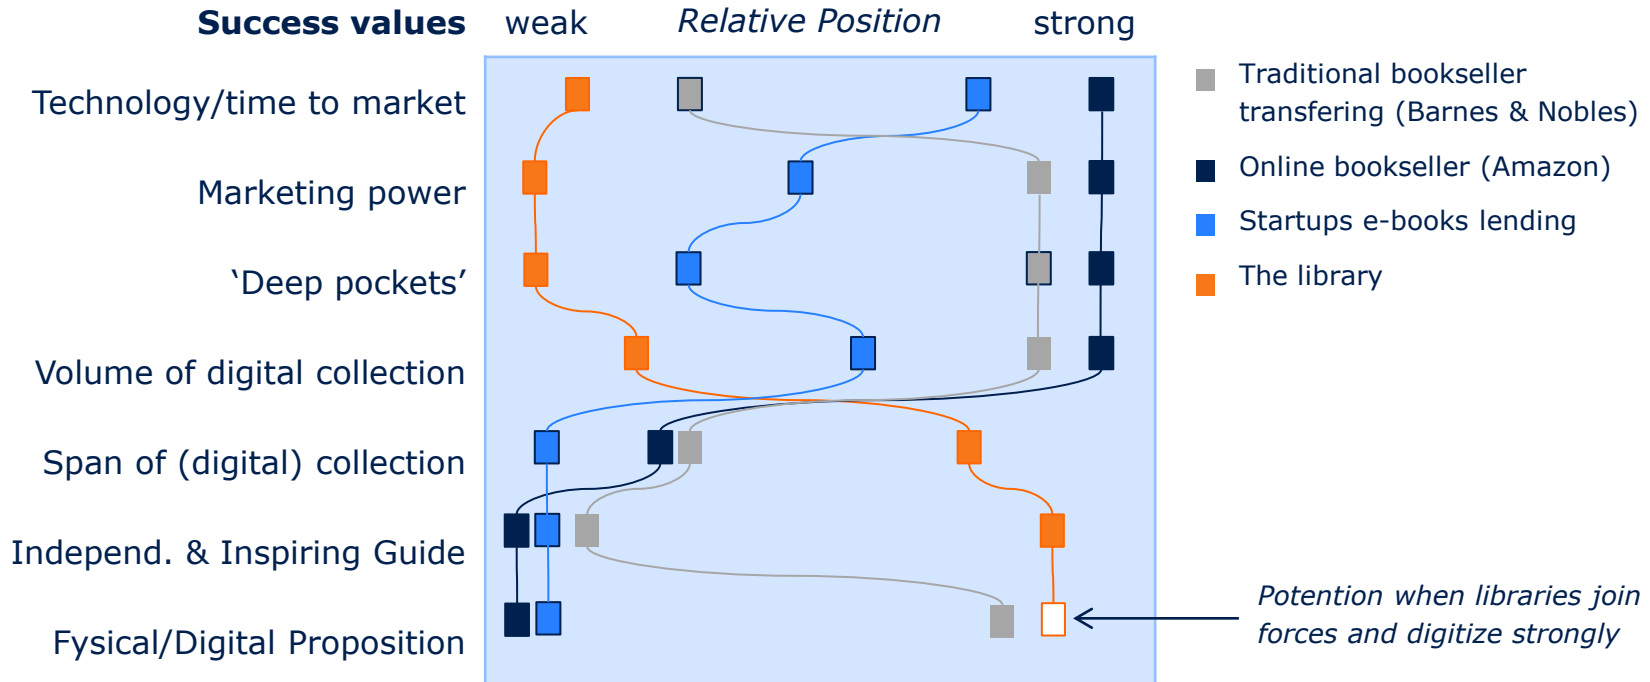 Success values weak Relative Position strong
Technology/time to market
Marketing power
‘Deep pockets’
Volume of digital collection
Span of (digital) collection
Independ. & Inspiring Guide
Fysical/Digital Proposition
Traditional bookseller
transfering (Barnes & Nobles)
Online bookseller (Amazon)
Startups e-books lending
The library
Potention when libraries join
forces and digitize strongly